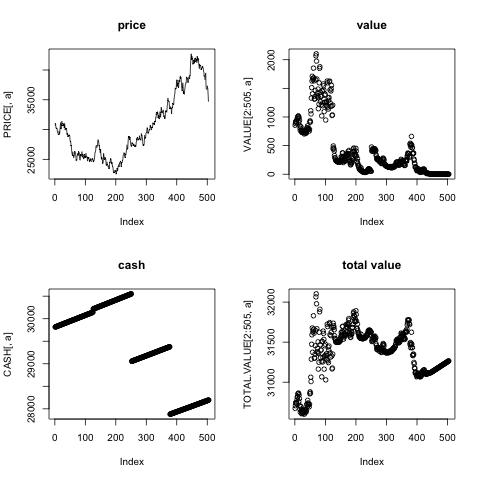 price
PRICE[, a]
25000 35000
0 100 200 300 400 500
Index
value
VALUE[2:505, a]
0 500 1000 2000
0 100 200 300 400 500
Index
cash
CASH[, a]
28000 29000 30000
0 100 200 300 400 500
Index
total value
TOTAL.VALUE[2:505, a]
31000 31500 32000
0 100 200 300 400 500
Index